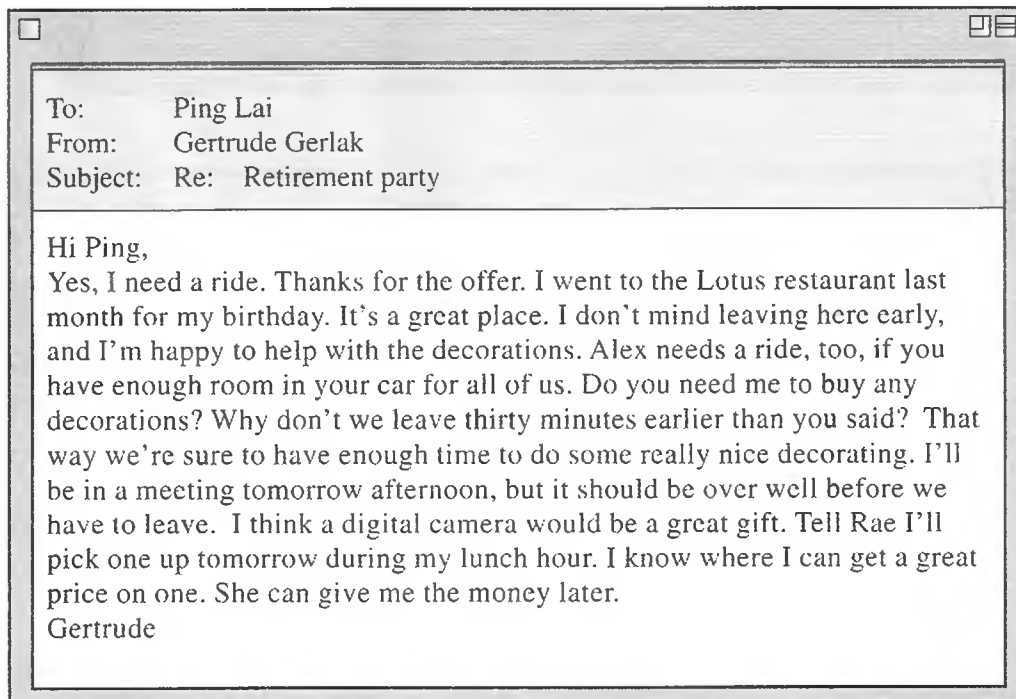 To: Ping Lai
From: Gertrude Gerlak
Subject: Re: Retirement party
Hi Ping,
Yes, I need a ride. Thanks for the offer. I went to the Lotus restaurant last
month for my birthday. It's a great place. I don't mind leaving here early,
and I'm happy to help with the decorations. Alex needs a ride, too, if you
have enough room in your car for all of us. Do you need me to buy any
decorations? Why don't we leave thirty minutes earlier than you said? That
way we're sure to have enough time to do some really nice decorating. I'll
be in a meeting tomorrow afternoon, but it should be over well before we
have to leave. I think a digital camera would be a great gift. Tell Rae I'll
pick one up tomorrow during my lunch hour. I know where I can get a great
price on one. She can give me the money later.
Gertrude